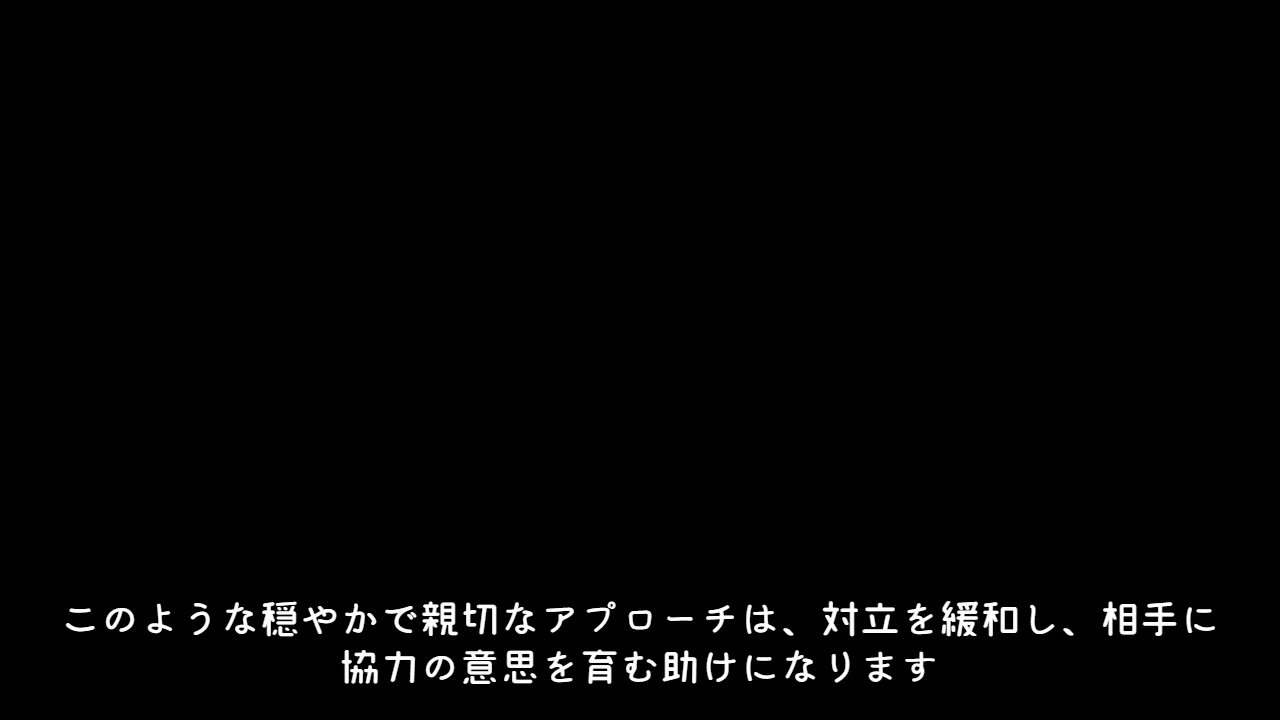 このような穏やかで親切なアプローチは、対立を緩和し、相手に
協力の意思を育む助けになります